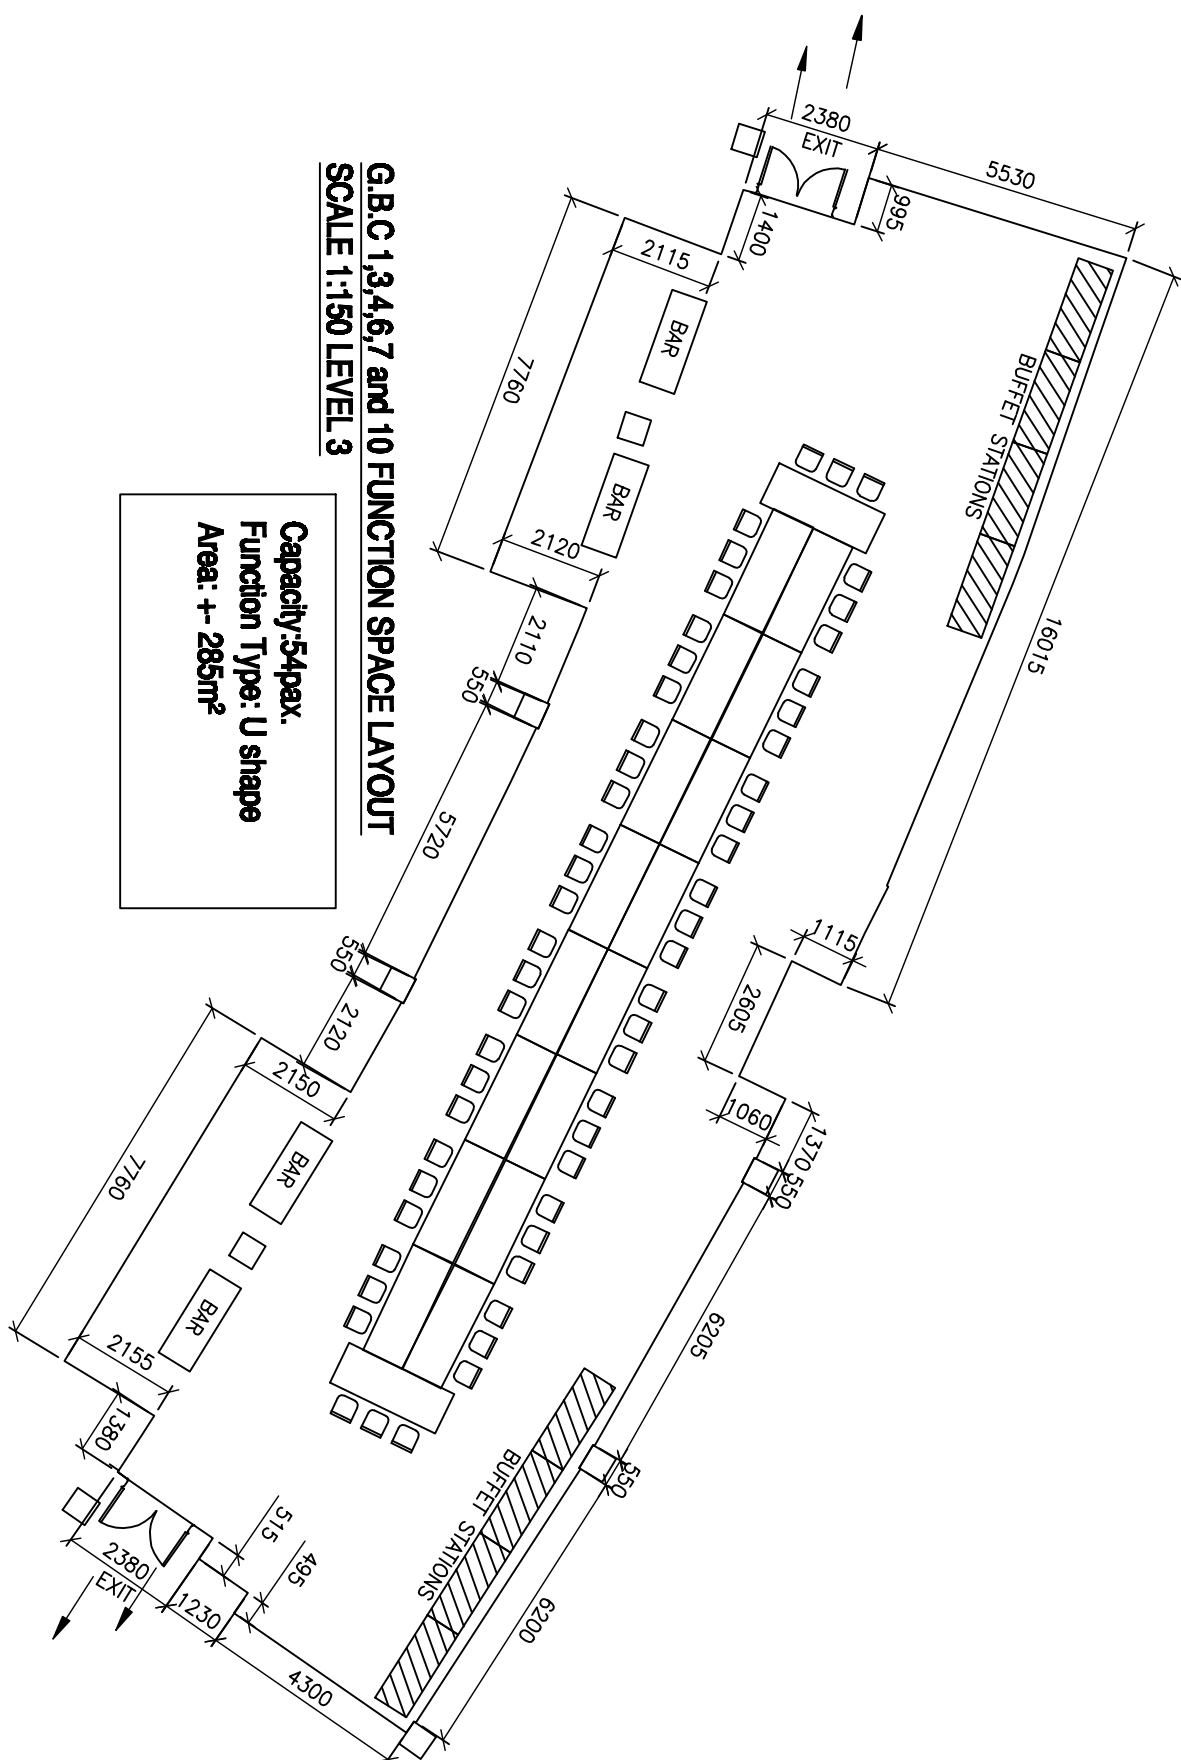 G.B.C 1,3,4,6,7 and 10 FUNCTION SPACE LAYOUT
SCALE 1:150 LEVEL 3
Capacity:54pax.
Function Type: U shape
Area: +- 285m²
2380
EXIT
5530
995
1400
2115
BAR
7760
BAR
2120
BUFFET STATIONS
16015
2110
550
5720
550
2120
1115
2605
1060
1370
550
2150
BAR
7760
BAR
2155
1380
6205
550
BUFFET STATIONS
6200
515
495
2380
EXIT
1230
4300